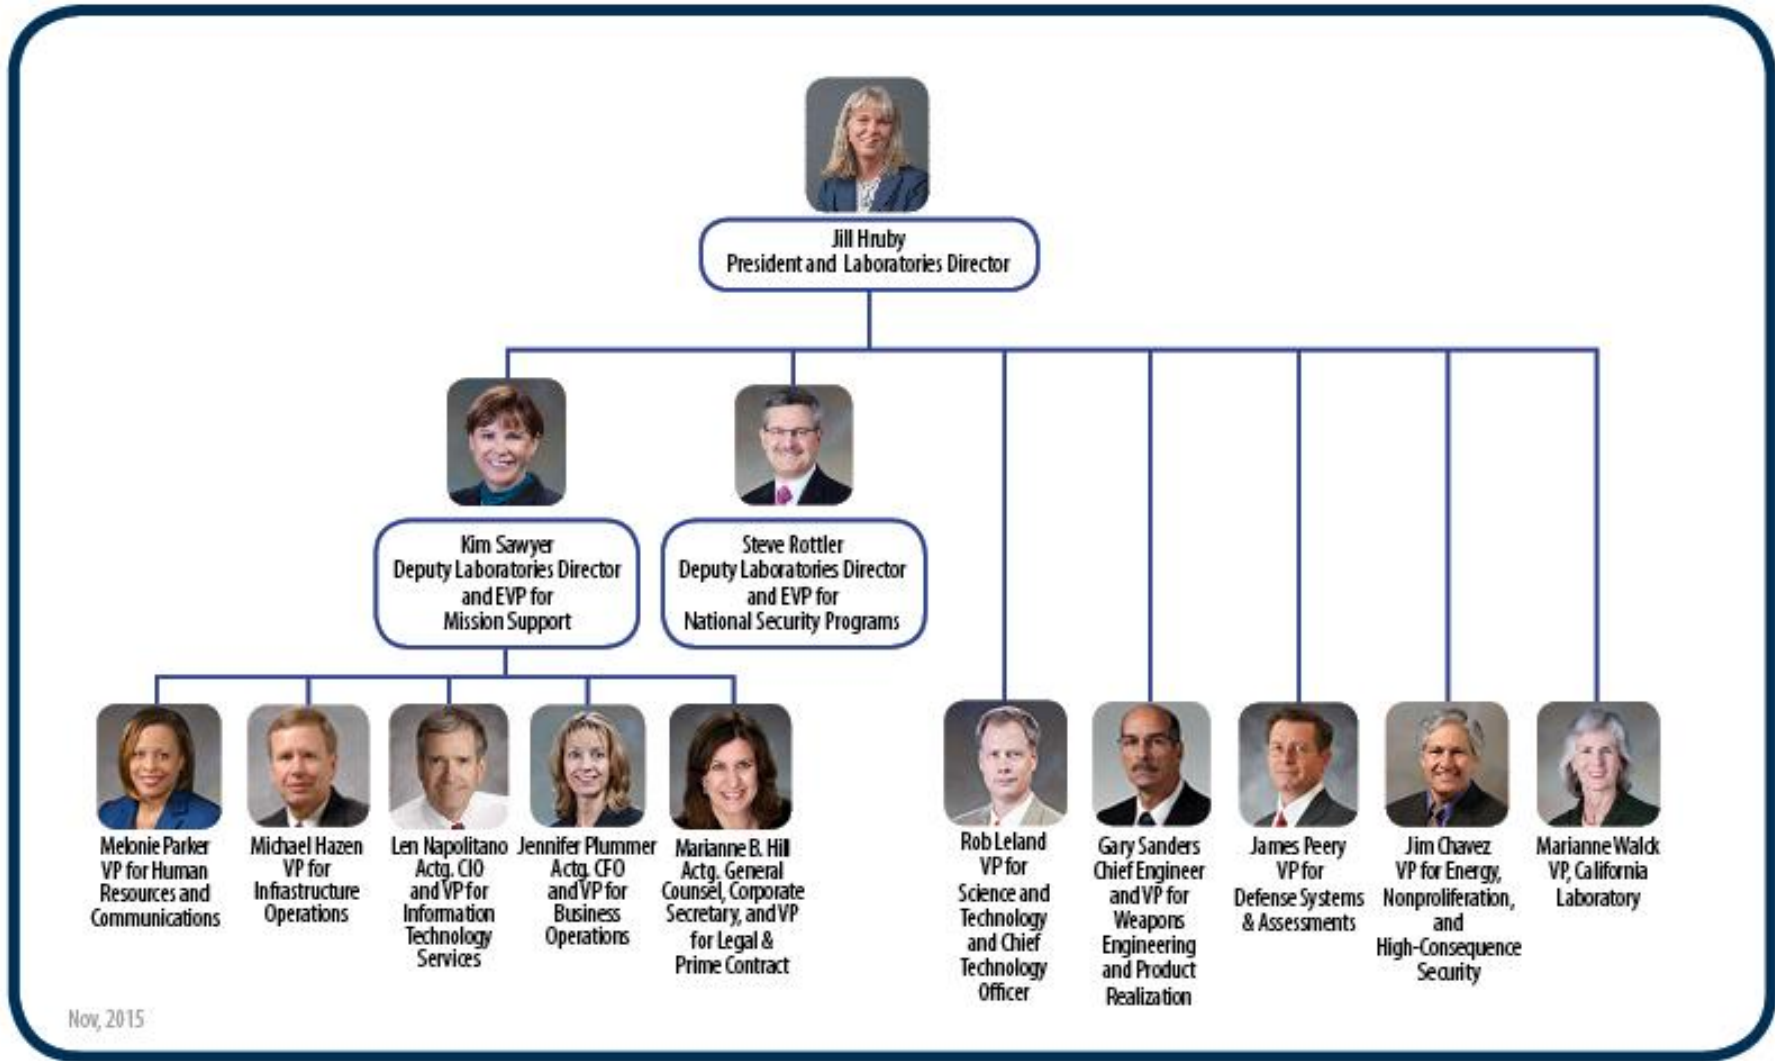 Jill Hruby
President and Laboratories Director
Kim Sawyer
Deputy Laboratories Director
and EVP for
Mission Support
Steve Rottler
Deputy Laboratories Director
and EVP for
National Security Programs
Melonie Parker
VP for Human
Resources and
Communications
Michael Hazen
VP for
Infrastructure
Operations
Len Napolitano
Actg. CIO
and VP for
Information
Technology
Services
Jennifer Plummer
Actg. CFO
and VP for
Business
Operations
Marianne B. Hill
Actg. General
Counsel, Corporate
Secretary, and VP
for Legal &
Prime Contract
Rob Leland
VP for
Science and
Technology
and Chief
Technology
Officer
Gary Sanders
Chief Engineer
and VP for
Weapons
Engineering
and Product
Realization
James Peery
VP for
Defense Systems
& Assessments
Jim Chavez
VP for Energy,
Nonproliferation,
and
High-Consequence
Security
Marianne Walck
VP, California
Laboratory
Nov, 2015